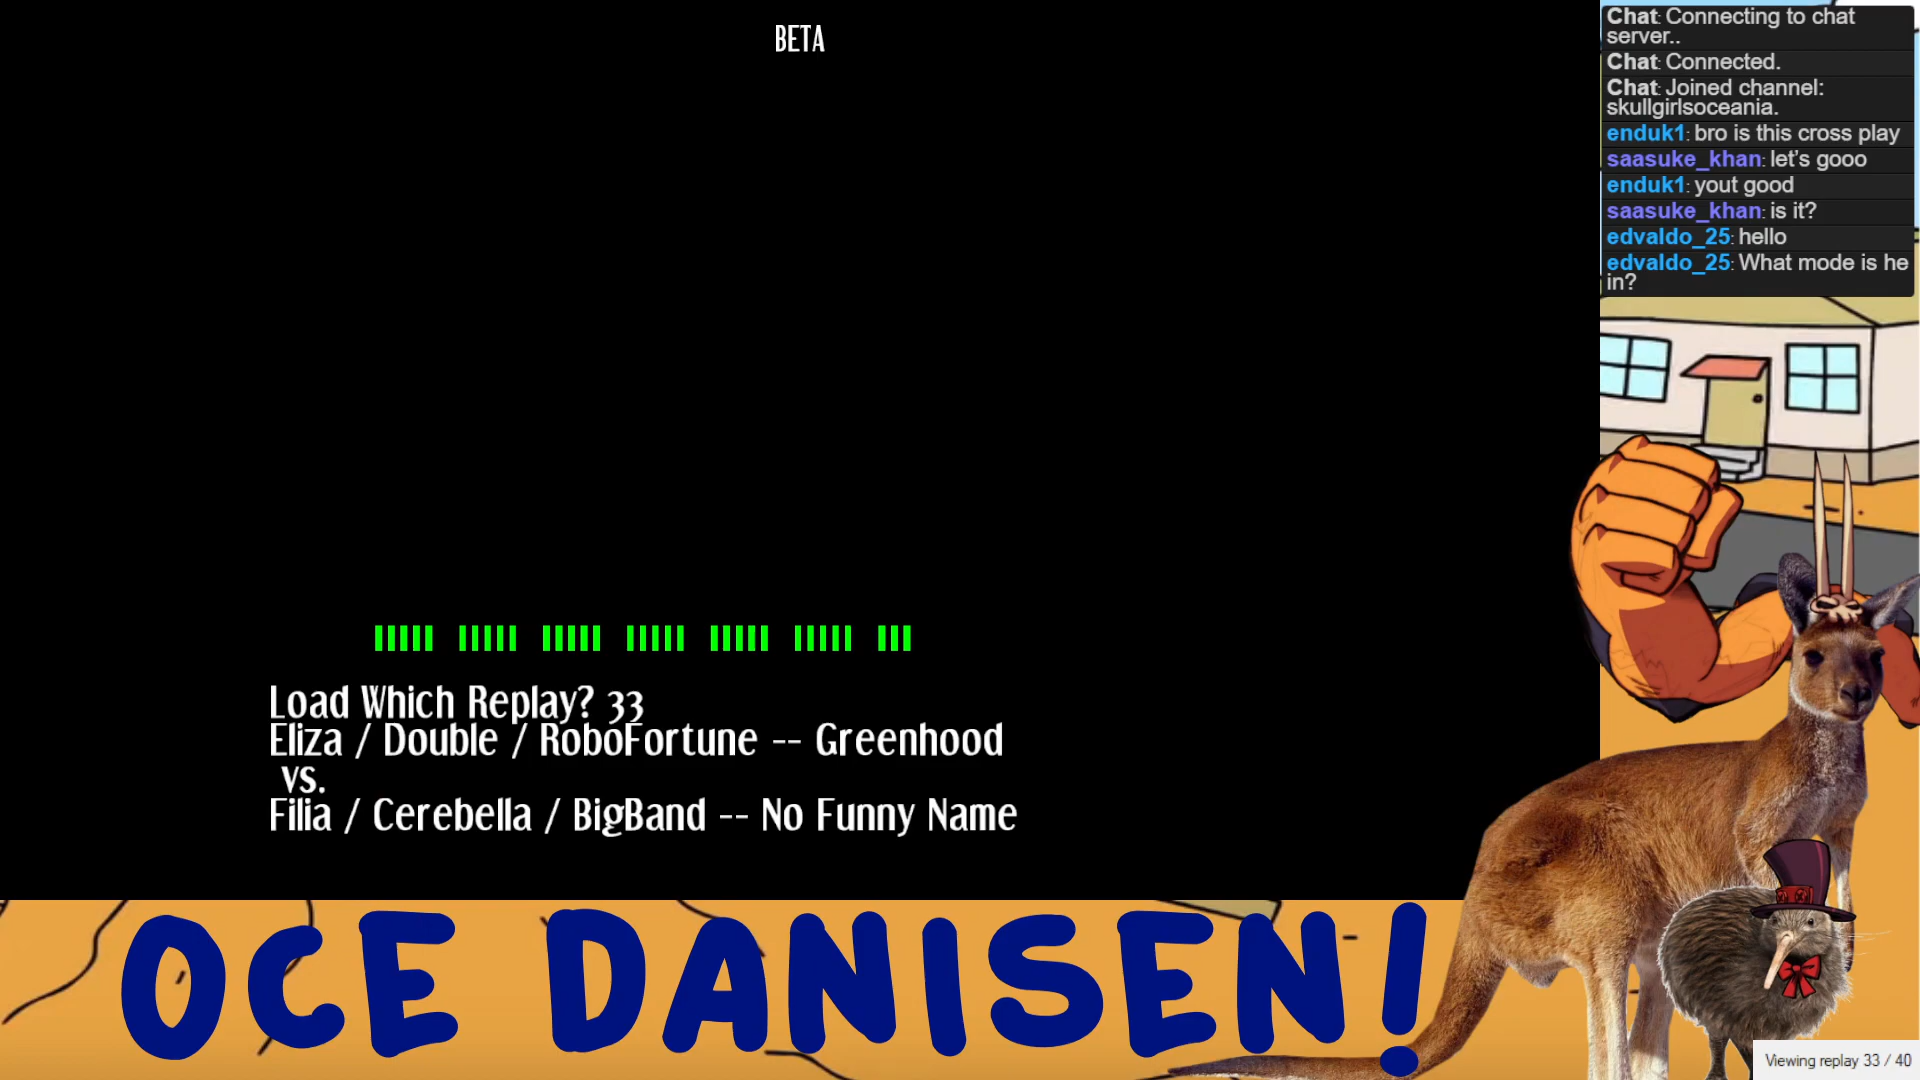 BETA
Load Which Replay? 33
Eliza / Double / RoboFortune -- Greenhood
vs.
Filia / Cerebella / BigBand -- No Funny Name
OCE DANISEN!
Chat: Connecting to chat
server..
Chat: Connected.
Chat: Joined channel:
skullgirlsoceania.
enduk1: bro is this cross play
saasuke_khan: let's gooo
enduk1: yout good
saasuke_khan: is it?
edvaldo_25: hello
edvaldo_25: What mode is he
in?
Viewing replay 33 / 40